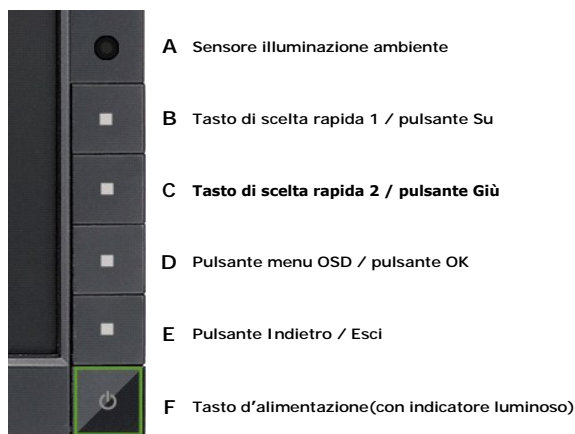 A Sensore illuminazione ambiente
B Tasto di scelta rapida 1 / pulsante Su
C Tasto di scelta rapida 2 / pulsante Giù
D Pulsante menu OSD / pulsante OK
E Pulsante Indietro / Esci
F Tasto d'alimentazione(con indicatore luminoso)